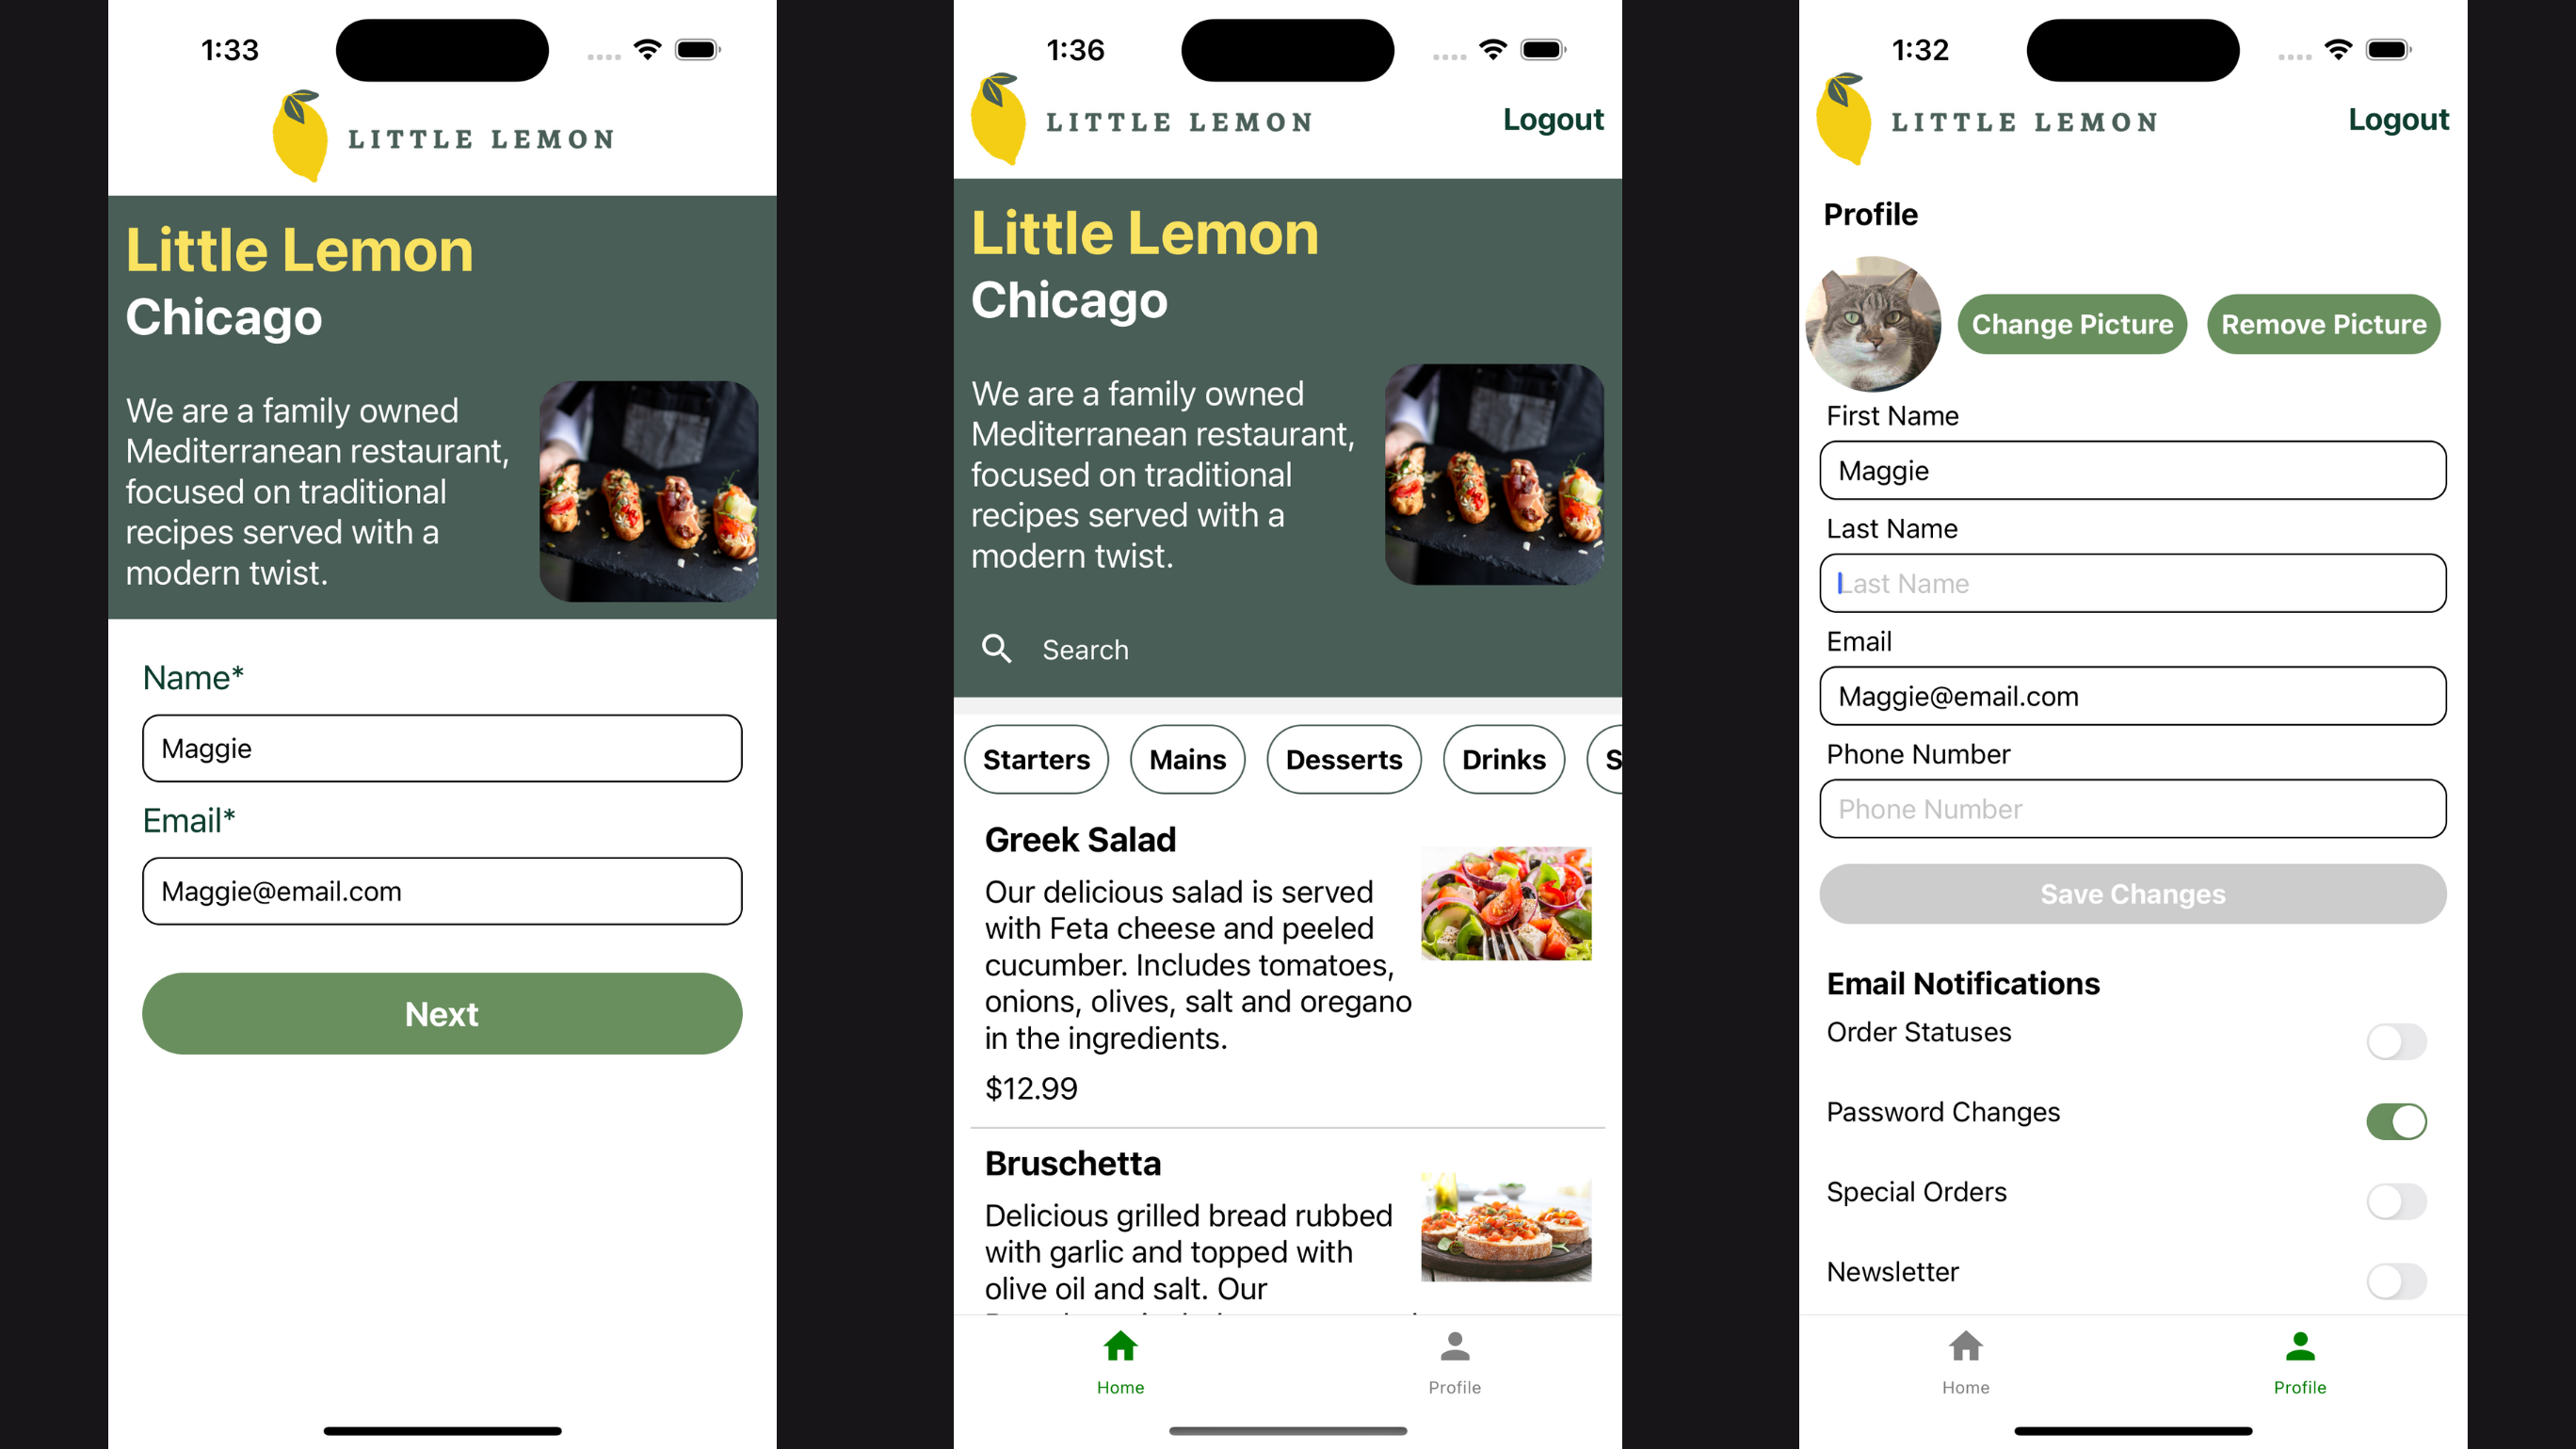 1:33
LITTLE LEMON
Little Lemon
Chicago
We are a family owned
Mediterranean restaurant,
focused on traditional
recipes served with a
modern twist.
Name*
Maggie
Email*
Maggie@email.com
Next
1:36
LITTLE LEMON
Logout
Little Lemon
Chicago
We are a family owned
Mediterranean restaurant,
focused on traditional
recipes served with a
modern twist.
Search
Starters Mains Desserts Drinks S
Greek Salad
Our delicious salad is served
with Feta cheese and peeled
cucumber. Includes tomatoes,
onions, olives, salt and oregano
in the ingredients.
$12.99
Bruschetta
Delicious grilled bread rubbed
with garlic and topped with
olive oil and salt. Our
Home Profile
1:32
LITTLE LEMON
Logout
Profile
Change Picture Remove Picture
First Name
Maggie
Last Name
Last Name
Email
Maggie@email.com
Phone Number
Phone Number
Save Changes
Email Notifications
Order Statuses
Password Changes
Special Orders
Newsletter
Home Profile